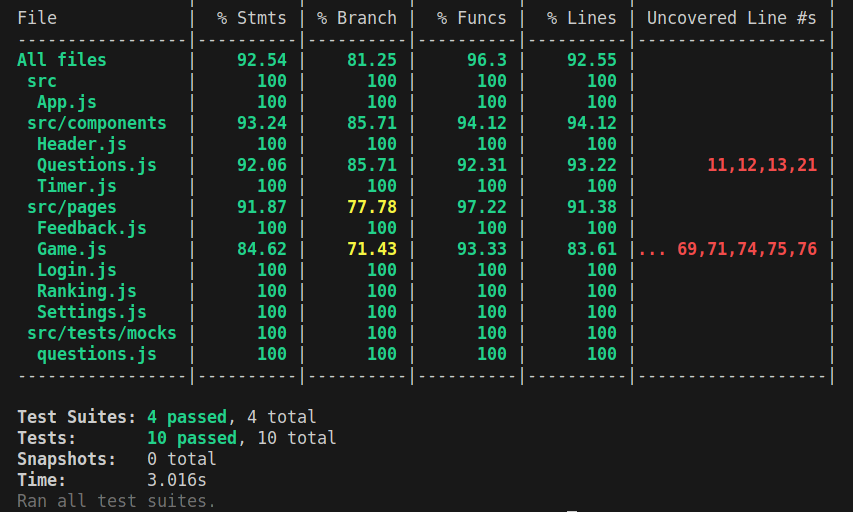 File             |  % Stmts | % Branch |  % Funcs |  % Lines | Uncovered Line #s |
-----------------|----------|----------|----------|----------|-------------------|
All files        |    92.54 |    81.25 |     96.3 |    92.55 |                   |
 src             |      100 |      100 |      100 |      100 |                   |
  App.js         |      100 |      100 |      100 |      100 |                   |
 src/components  |    93.24 |    85.71 |    94.12 |    94.12 |                   |
  Header.js      |      100 |      100 |      100 |      100 |                   |
  Questions.js   |    92.06 |    85.71 |    92.31 |    93.22 |       11,12,13,21 |
  Timer.js       |      100 |      100 |      100 |      100 |                   |
 src/pages       |    91.87 |    77.78 |    97.22 |    91.38 |                   |
  Feedback.js    |      100 |      100 |      100 |      100 |                   |
  Game.js        |    84.62 |    71.43 |    93.33 |    83.61 |... 69,71,74,75,76 |
  Login.js       |      100 |      100 |      100 |      100 |                   |
  Ranking.js     |      100 |      100 |      100 |      100 |                   |
  Settings.js    |      100 |      100 |      100 |      100 |                   |
 src/tests/mocks |      100 |      100 |      100 |      100 |                   |
  questions.js   |      100 |      100 |      100 |      100 |                   |
-----------------|----------|----------|----------|----------|-------------------|
Test Suites: 4 passed, 4 total
Tests:       10 passed, 10 total
Snapshots:   0 total
Time:        3.016s
Ran all test suites.